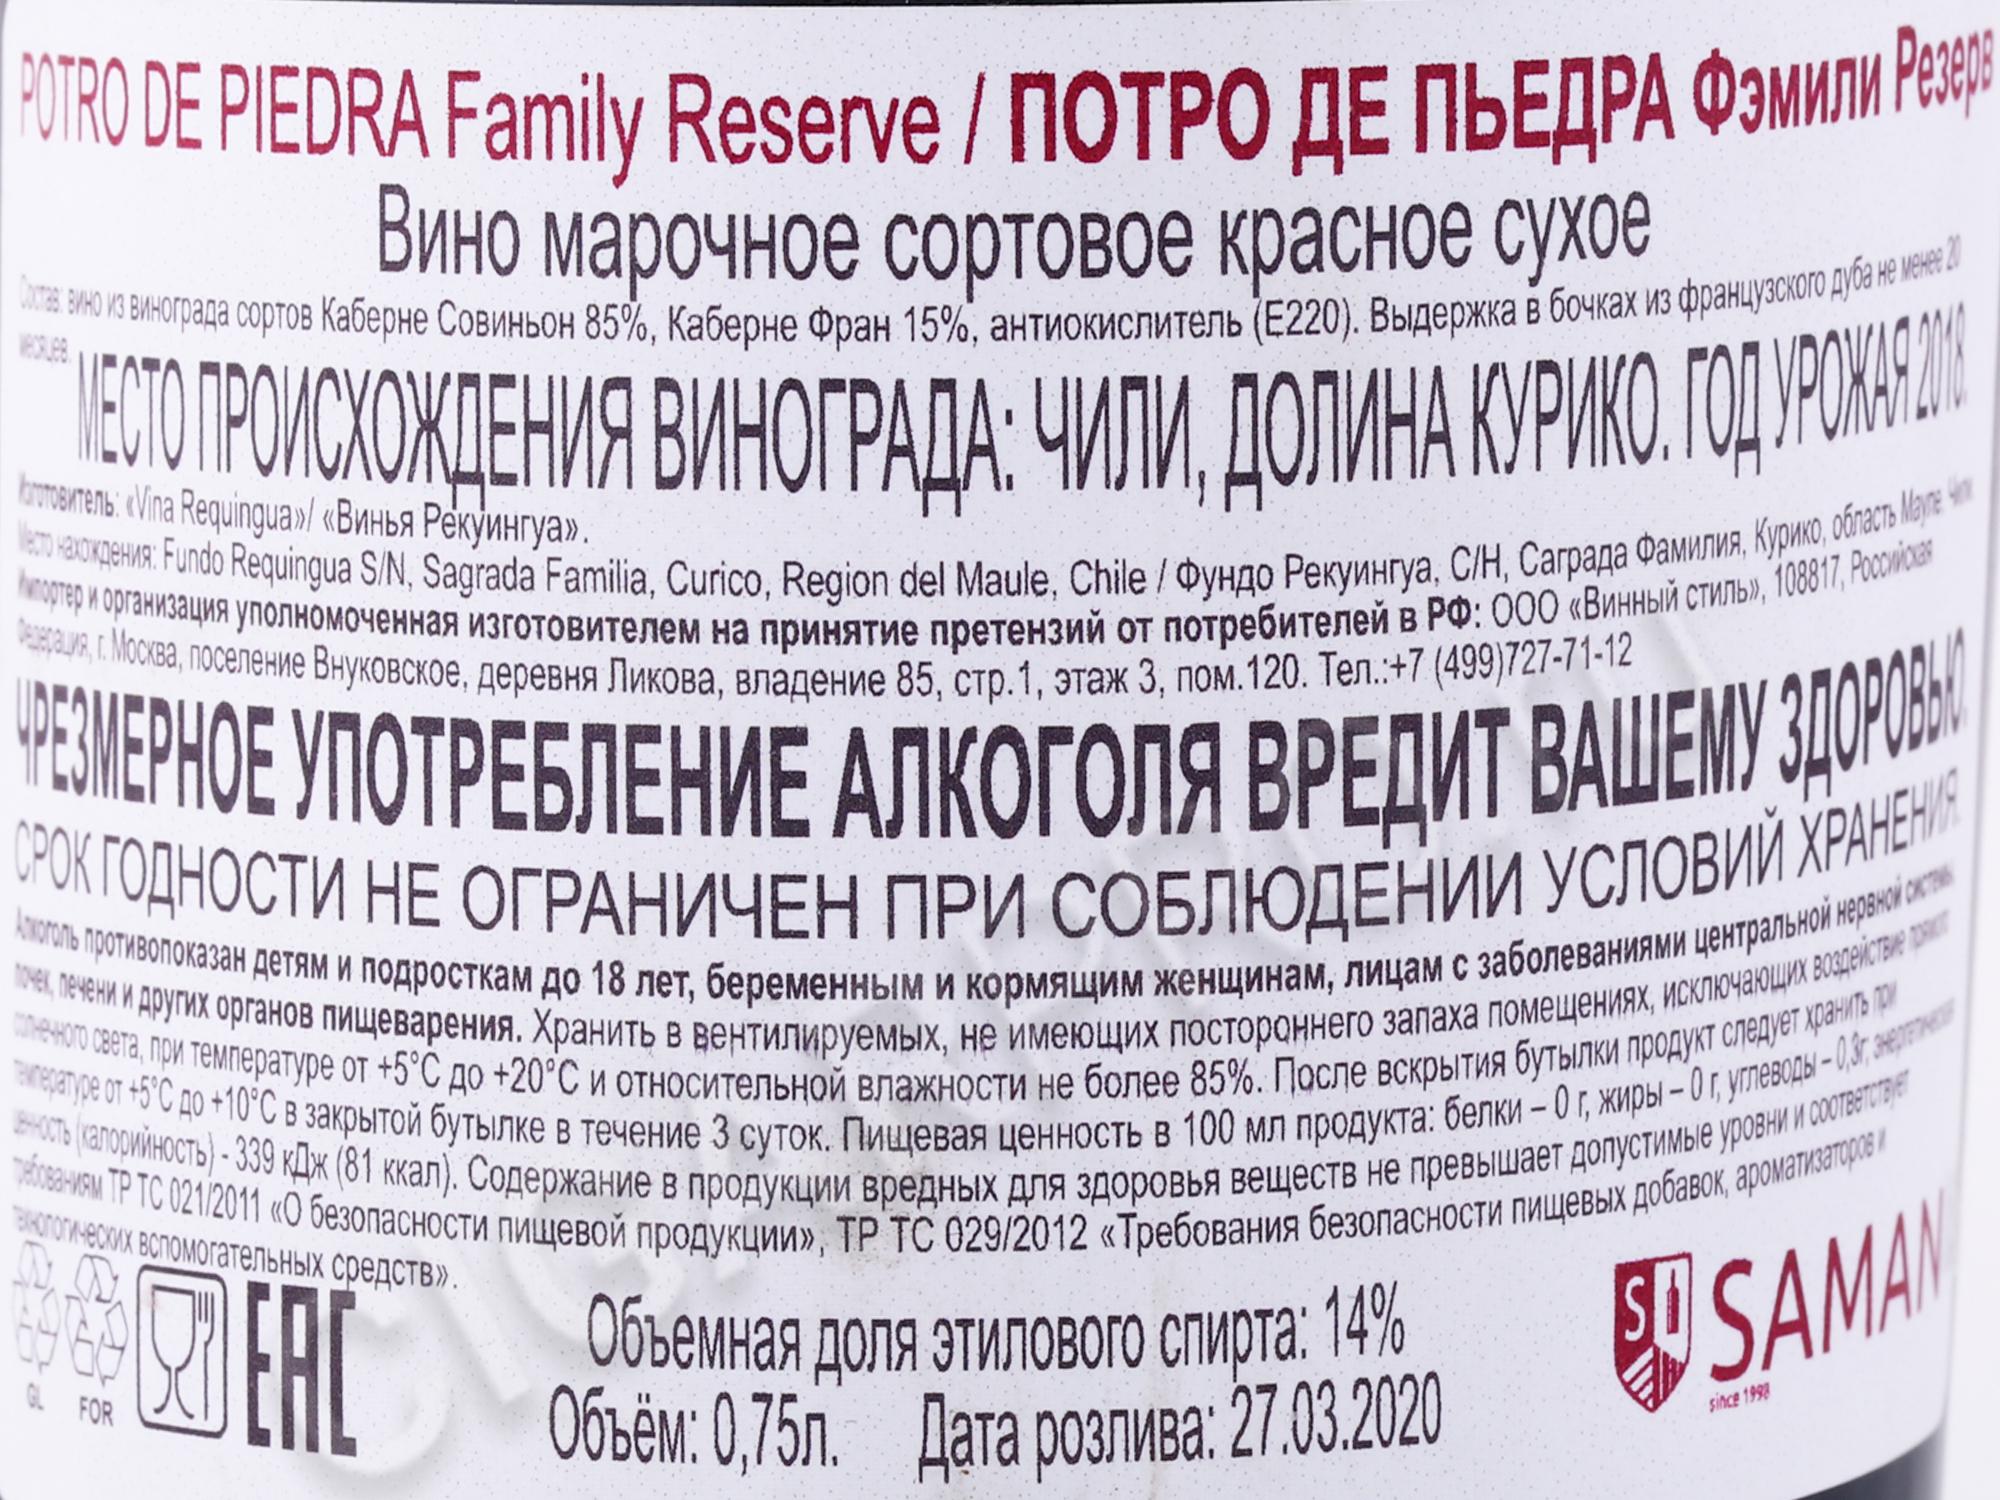 POTRO DE PIEDRA Family Reserve / ПОТРО ДЕ ПЬЕДРА Фэмили Резерв
Вино марочное сортовое красное сухое
Состав: вино из винограда сортов Каберне Совиньон 85%, Каберне Фран 15%, антиокислитель (Е220). Выдержка в бочках из французского дуба не менее 20
месяцев.
МЕСТО ПРОИСХОЖДЕНИЯ ВИНОГРАДА: ЧИЛИ, ДОЛИНА КУРИКО. ГОД УРОЖАЯ 2018.
Изготовитель: «Vina Requingua»/ «Винья Рекуингуа».
Место нахождения: Fundo Requingua S/N, Sagrada Familia, Curico, Region del Maule, Chile / Фундо Рекуингуа, С/Н, Саграда Фамилия, Курико, область Мауле. Чили.
Импортер и организация уполномоченная изготовителем на принятие претензий от потребителей в РФ: ООО «Винный стиль», 108817, Российская
Федерация, г. Москва, поселение Внуковское, деревня Ликова, владение 85, стр.1, этаж 3, пом.120. Тел.:+7 (499)727-71-12
ЧРЕЗМЕРНОЕ УПОТРЕБЛЕНИЕ АЛКОГОЛЯ ВРЕДИТ ВАШЕМУ ЗДОРОВЬЮ.
СРОК ГОДНОСТИ НЕ ОГРАНИЧЕН ПРИ СОБЛЮДЕНИИ УСЛОВИЙ ХРАНЕНИЯ.
Алкоголь противопоказан детям и подросткам до 18 лет, беременным и кормящим женщинам, лицам с заболеваниями центральной нервной системы,
почек, печени и других органов пищеварения. Хранить в вентилируемых, не имеющих постороннего запаха помещениях, исключающих воздействие прямого
солнечного света, при температуре от +5°С до +20°С и относительной влажности не более 85%. После вскрытия бутылки продукт следует хранить при
температуре от +5°С до +10°С в закрытой бутылке в течение 3 суток. Пищевая ценность в 100 мл продукта: белки – 0 г, жиры – 0 г, углеводы – 0,3г; энергетическая
ценность (калорийность) - 339 кДж (81 ккал). Содержание в продукции вредных для здоровья веществ не превышает допустимые уровни и соответствует
требованиям ТР ТС 021/2011 «О безопасности пищевой продукции», ТР ТС 029/2012 «Требования безопасности пищевых добавок, ароматизаторов и
технологических вспомогательных средств».
GL FOR
EAC
Объемная доля этилового спирта: 14%
Объём: 0,75л. Дата розлива: 27.03.2020
SAMAN
since 1998